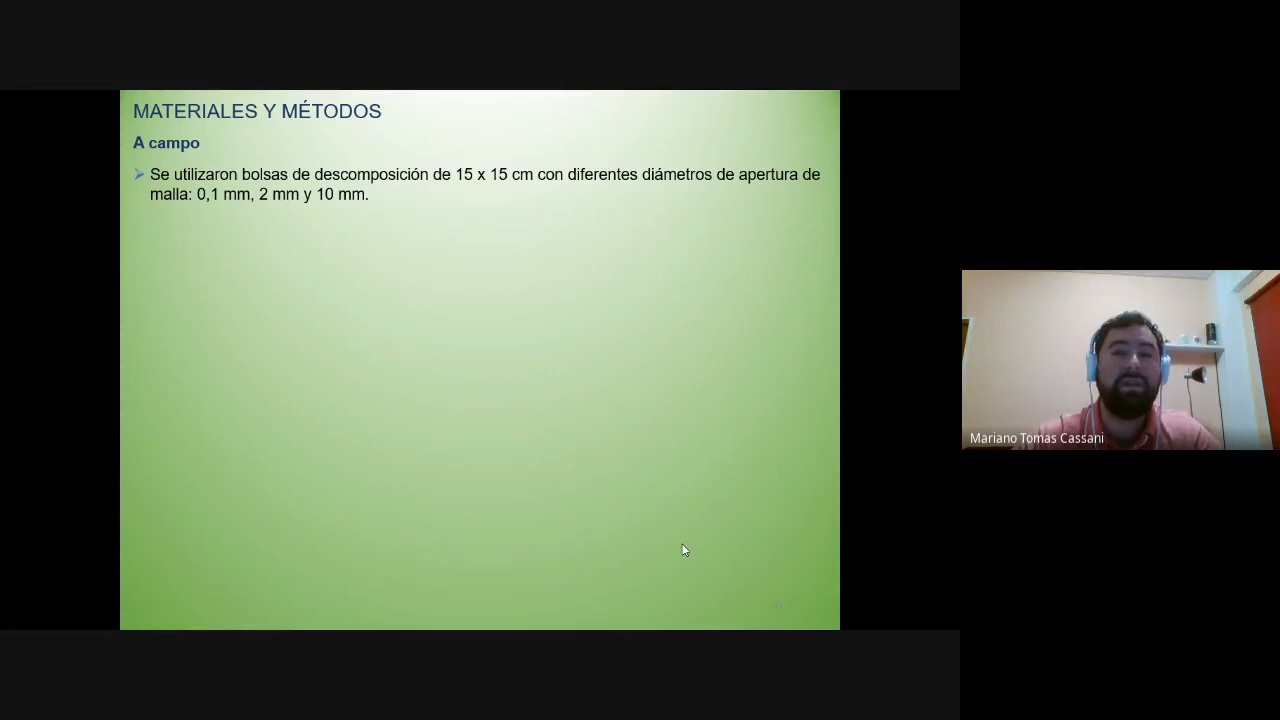 MATERIALES Y MÉTODOS
A campo
Se utilizaron bolsas de descomposición de 15 x 15 cm con diferentes diámetros de apertura de
malla: 0,1 mm, 2 mm y 10 mm.
Mariano Tomas Cassani